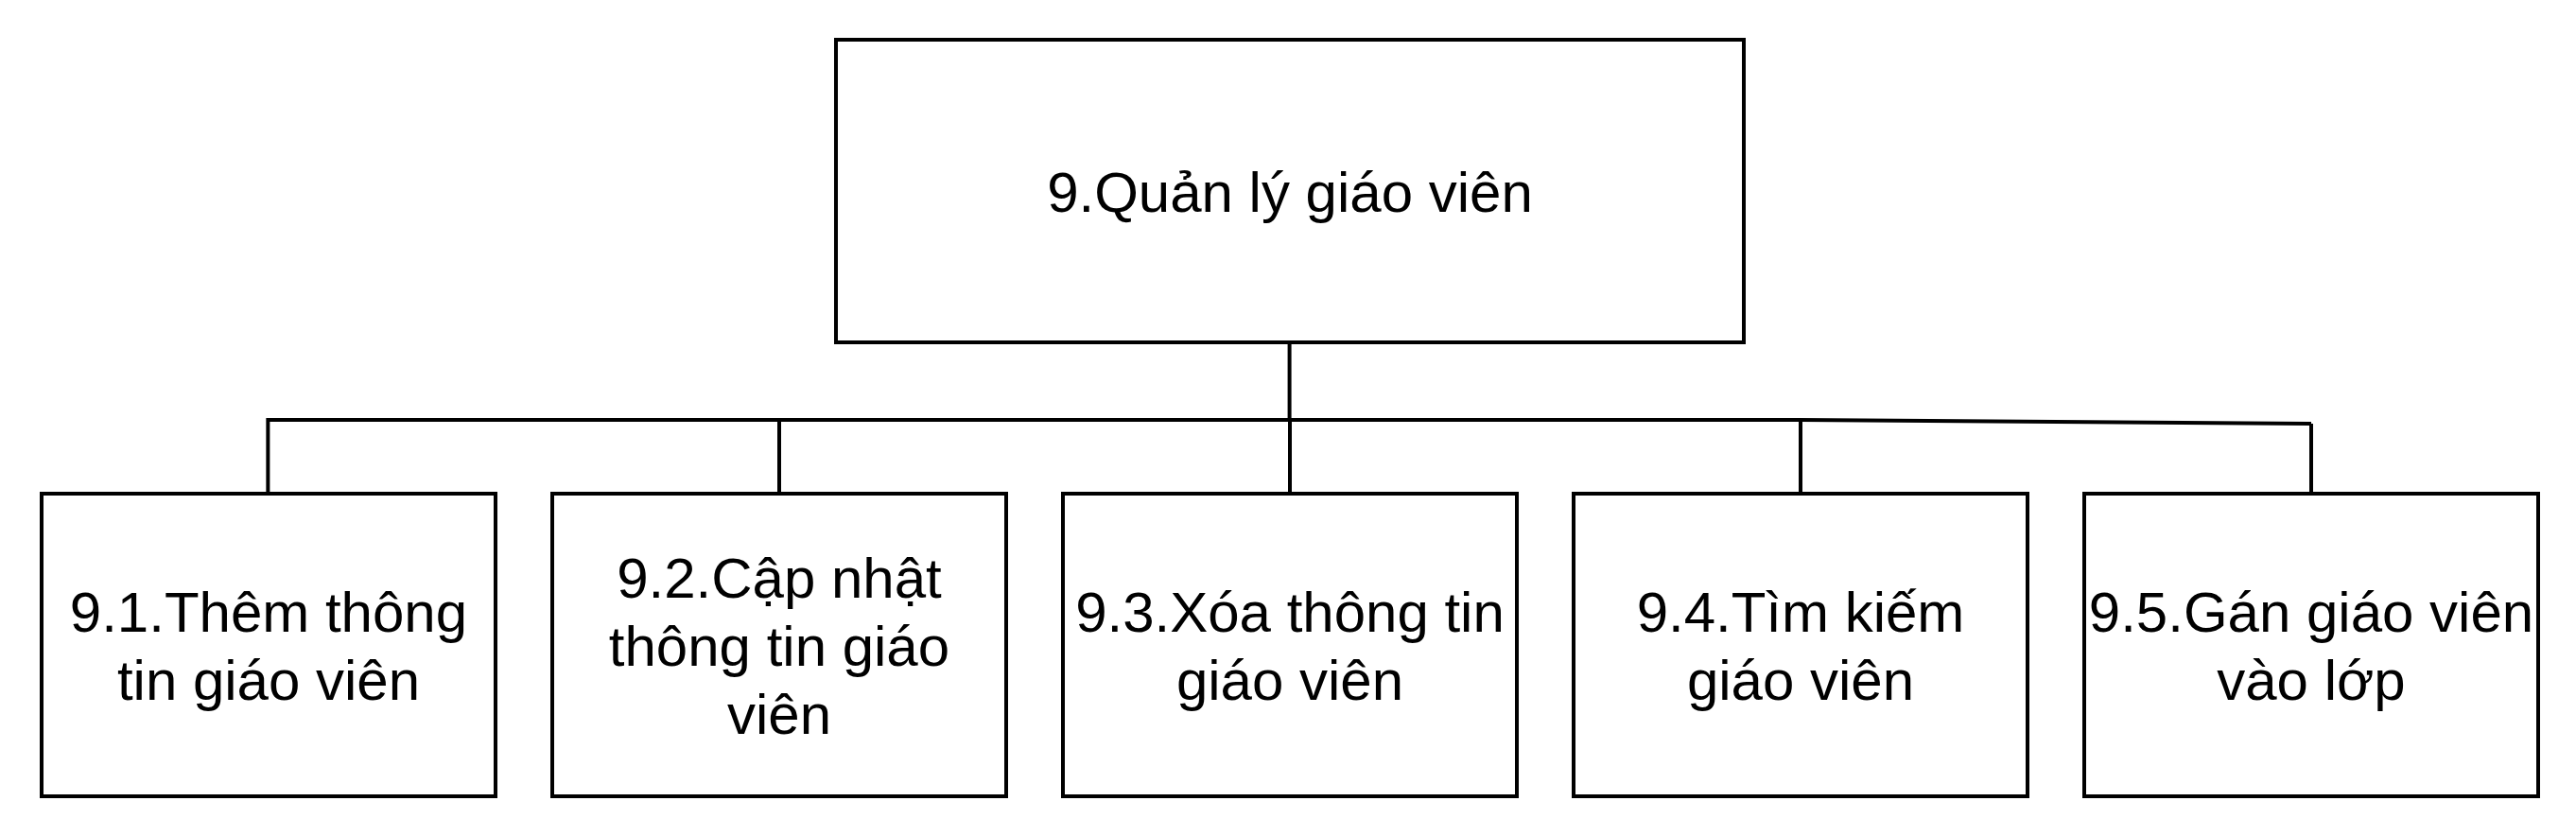 9.Quản lý giáo viên
9.1.Thêm thông
tin giáo viên
9.2.Cập nhật
thông tin giáo
viên
9.3.Xóa thông tin
giáo viên
9.4.Tìm kiếm
giáo viên
9.5.Gán giáo viên
vào lớp